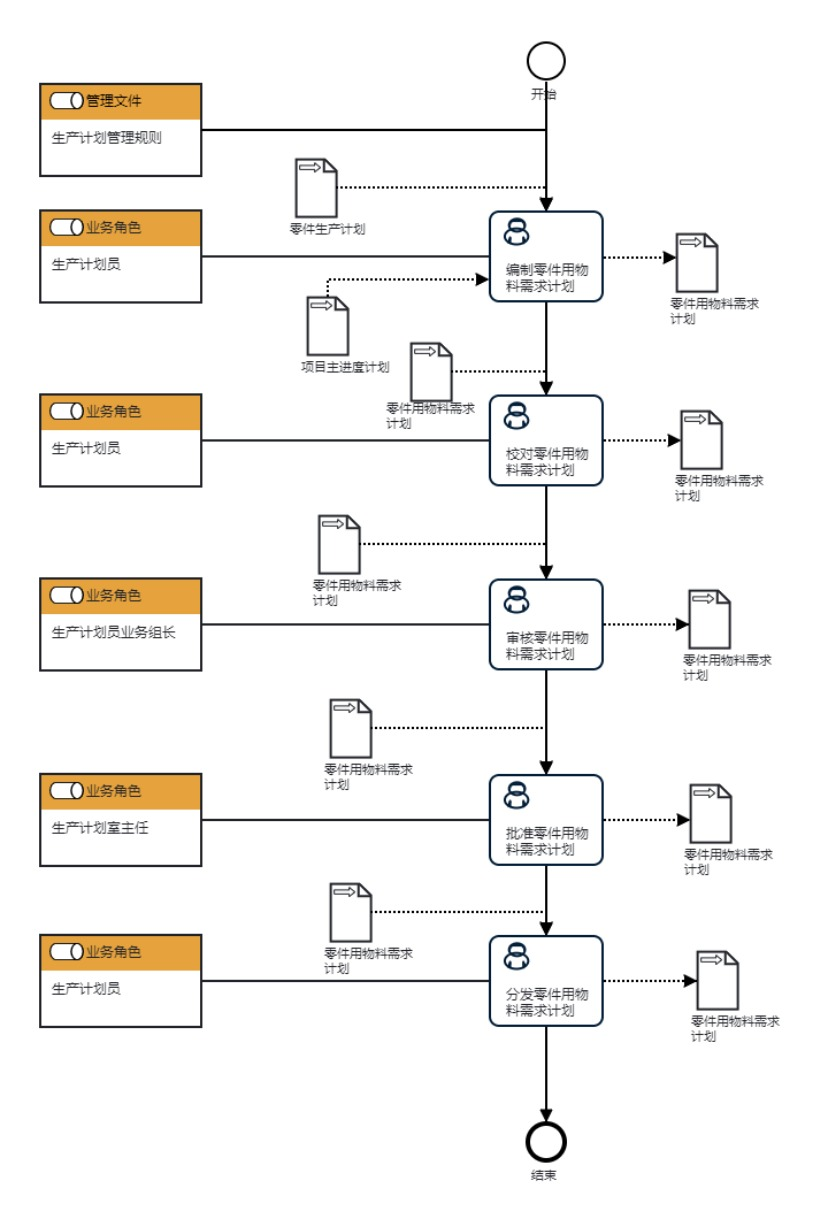 开始
管理文件
生产计划管理规则
零件生产计划
业务角色
生产计划员
编制零件用物
料需求计划
零件用物料需求
计划
项目主进度计划
零件用物料需求
计划
业务角色
生产计划员
校对零件用物
料需求计划
零件用物料需求
计划
零件用物料需求
计划
业务角色
生产计划员业务组长
审核零件用物
料需求计划
零件用物料需求
计划
零件用物料需求
计划
业务角色
生产计划室主任
批准零件用物
料需求计划
零件用物料需求
计划
零件用物料需求
计划
业务角色
生产计划员
分发零件用物
料需求计划
零件用物料需求
计划
结束